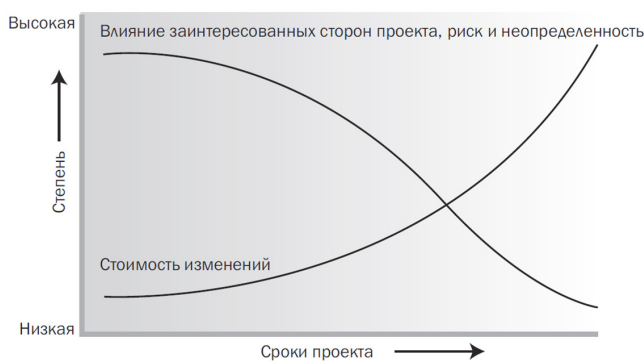 Высокая
Влияние заинтересованных сторон проекта, риск и неопределенность
Степень
Стоимость изменений
Низкая
Сроки проекта